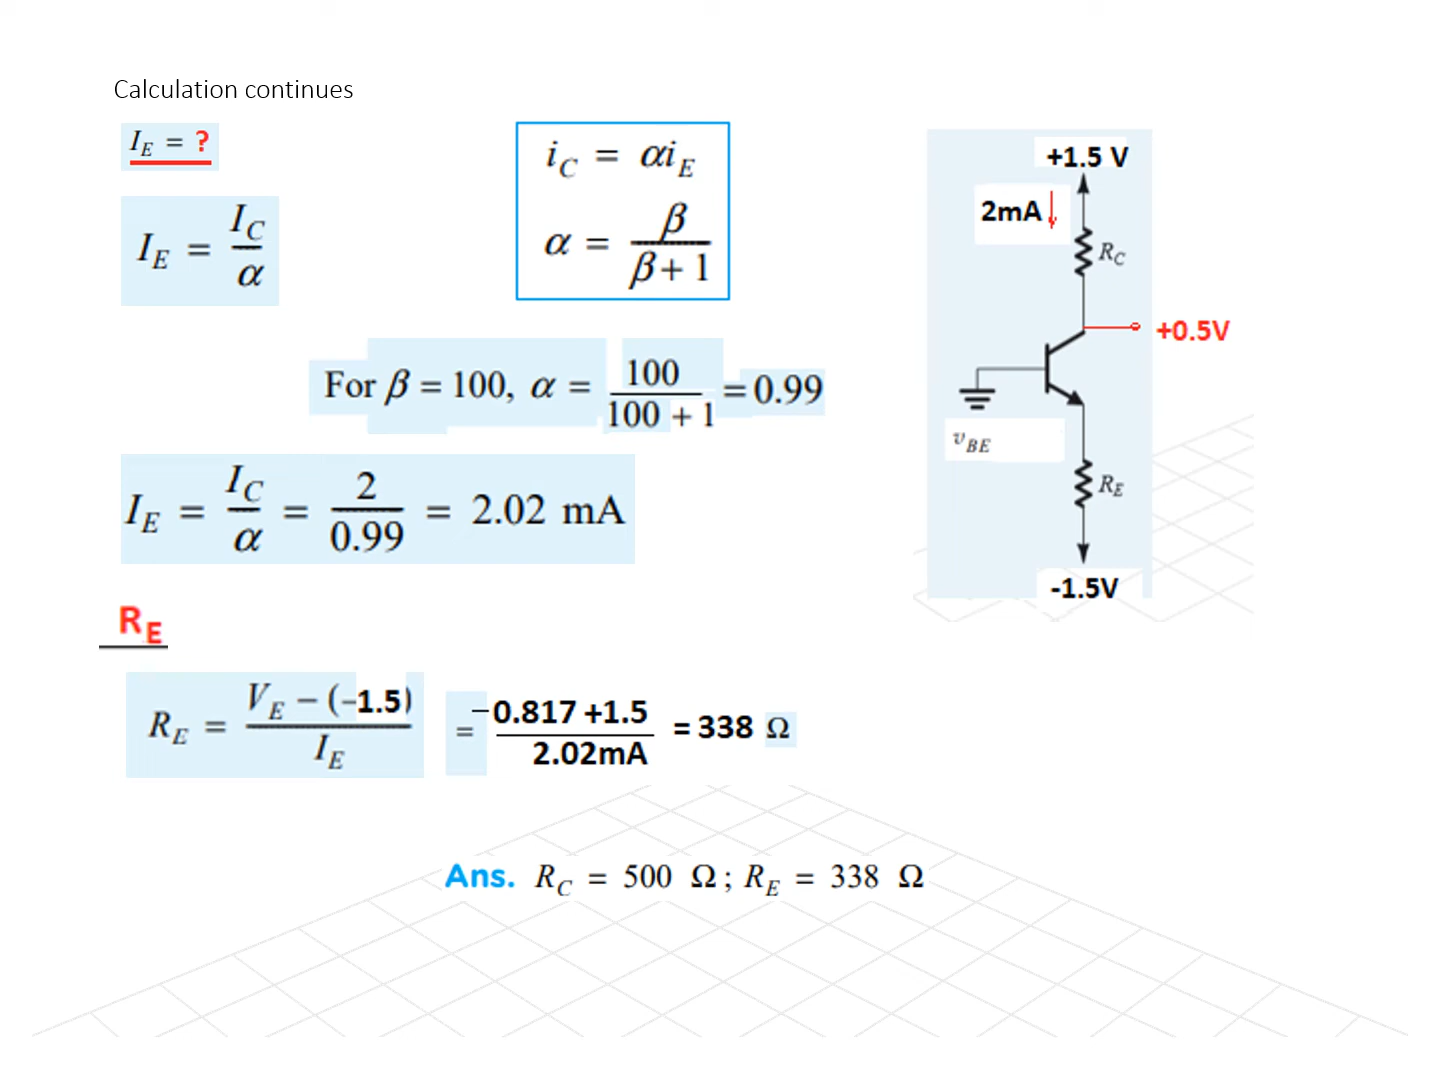 Calculation continues
I_E = ?
I_E = I_C / α
i_C = αi_E
α = β / β + 1
+1.5 V
2mA
R_C
+0.5V
v_BE
R_E
-1.5V
For β = 100, α = 100 / 100 + 1 = 0.99
I_E = I_C / α = 2 / 0.99 = 2.02 mA
R_E
R_E = V_E − (−1.5) / I_E = −0.817 +1.5 / 2.02mA = 338 Ω
Ans. R_C = 500 Ω; R_E = 338 Ω